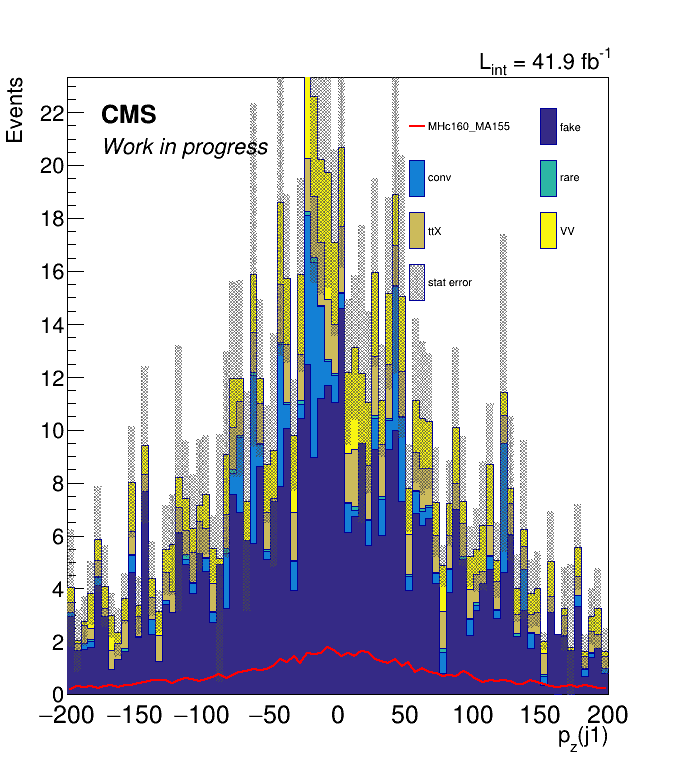 L_int = 41.9 fb^-1
Events
CMS
Work in progress
MHc160_MA155
fake
conv
rare
ttX
VV
stat error
22
20
18
16
14
12
10
8
6
4
2
0
−200 −150 −100 −50 0 50 100 150 200
p_z(j1)